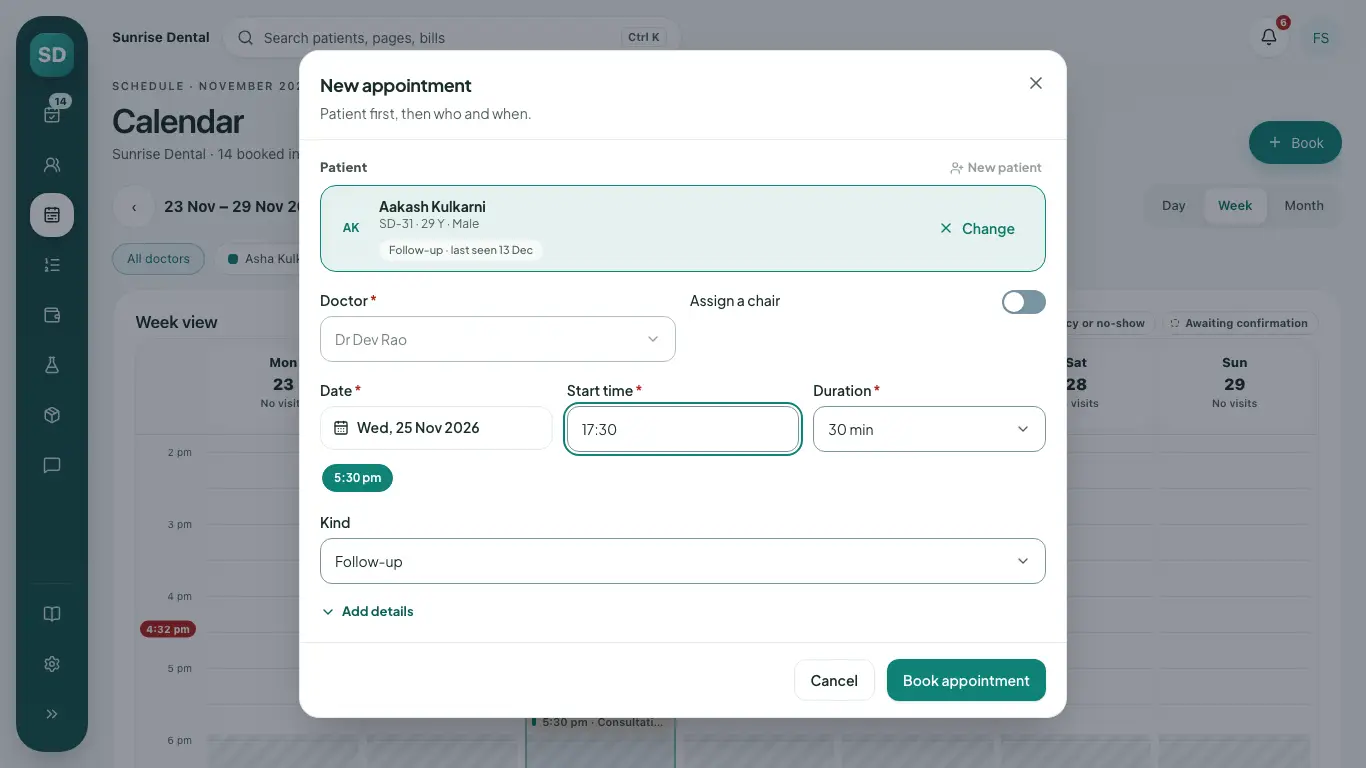 SD
Sunrise Dental
Search patients, pages, bills
Ctrl K
6
FS
14
SCHEDULE · NOVEMBER 202
Calendar
Sunrise Dental · 14 booked in
Book
23 Nov – 29 Nov 20
Day
Week
Month
All doctors
Asha Kulk
Week view
cy or no-show
Awaiting confirmation
Mon
23
No visits
Sat
28
visits
Sun
29
No visits
2 pm
3 pm
4 pm
4:32 pm
5 pm
6 pm
5:30 pm · Consultati...
New appointment
Patient first, then who and when.
Patient
New patient
AK
Aakash Kulkarni
SD-31 · 29 Y · Male
Follow-up · last seen 13 Dec
Change
Doctor *
Assign a chair
Dr Dev Rao
Date *
Start time *
Duration *
Wed, 25 Nov 2026
17:30
30 min
5:30 pm
Kind
Follow-up
Add details
Cancel
Book appointment